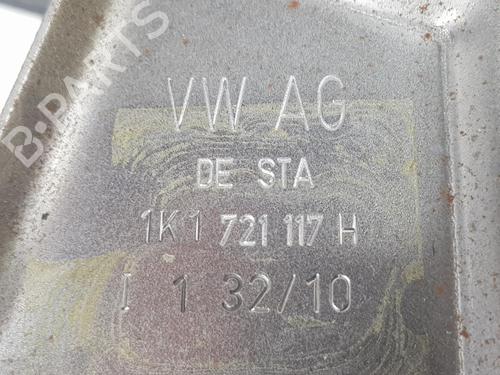 B-PARTS
VW AG
DE STA
1K1 721 117 H
I 1 32/10